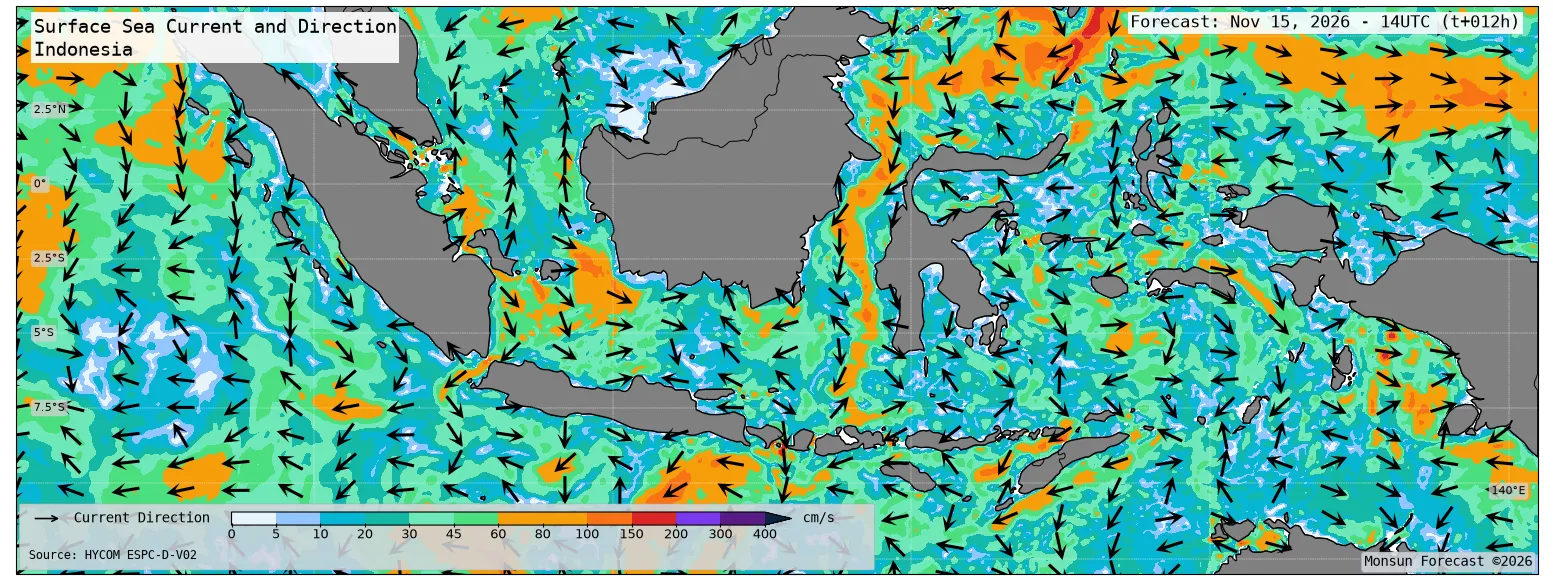 Surface Sea Current and Direction
Indonesia
Forecast: Nov 15, 2026 - 14UTC (t+012h)
2.5°N
0°
2.5°S
5°S
7.5°S
140°E
Current Direction
0 5 10 20 30 45 60 80 100 150 200 300 400
cm/s
Source: HYCOM ESPC-D-V02
Monsun Forecast ©2026